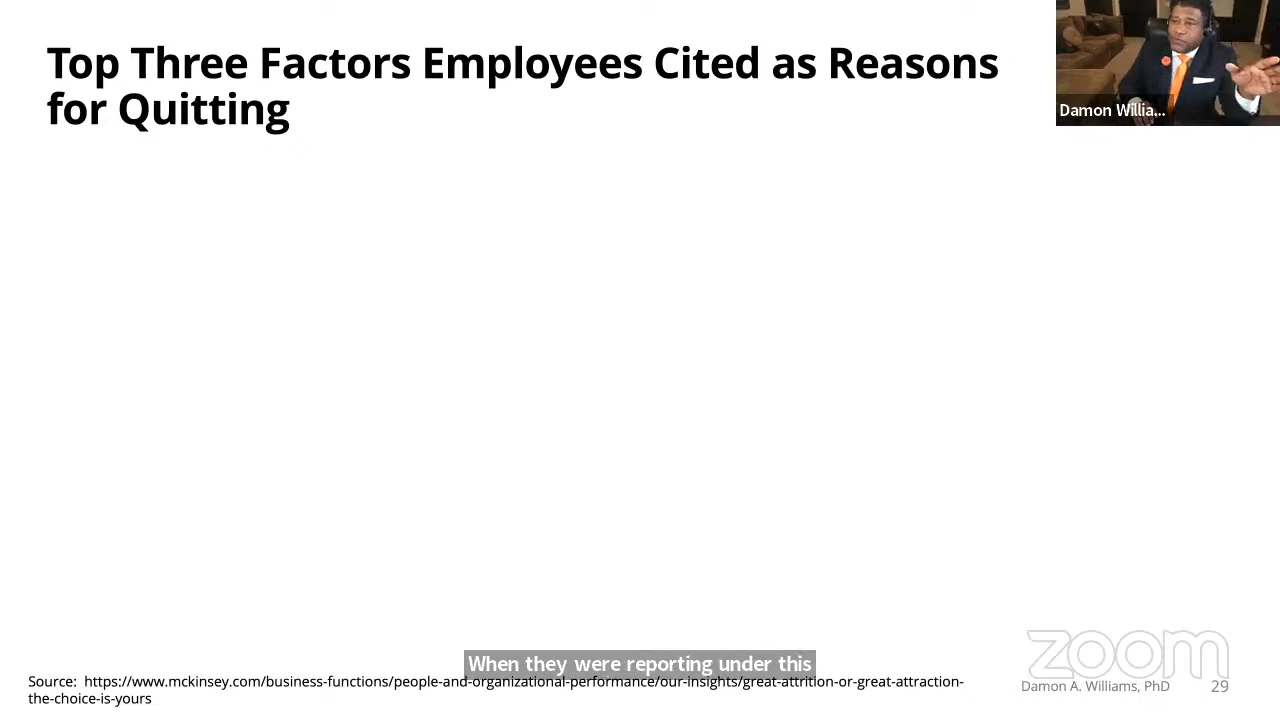 Top Three Factors Employees Cited as Reasons
for Quitting
Damon Willia...
When they were reporting under this
Source: https://www.mckinsey.com/business-functions/people-and-organizational-performance/our-insights/great-attrition-or-great-attraction-
the-choice-is-yours
zoom
Damon A. Williams, PhD
29